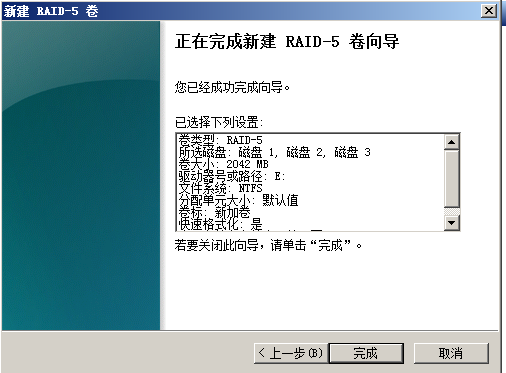 新建 RAID-5 卷
正在完成新建 RAID-5 卷向导
您已经成功完成向导。
已选择下列设置:
卷类型: RAID-5
所选磁盘: 磁盘 1, 磁盘 2, 磁盘 3
卷大小: 2042 MB
驱动器号或路径: E:
文件系统: NTFS
分配单元大小: 默认值
卷标: 新加卷
快速格式化: 是
若要关闭此向导，请单击“完成”。
< 上一步(B)
完成
取消